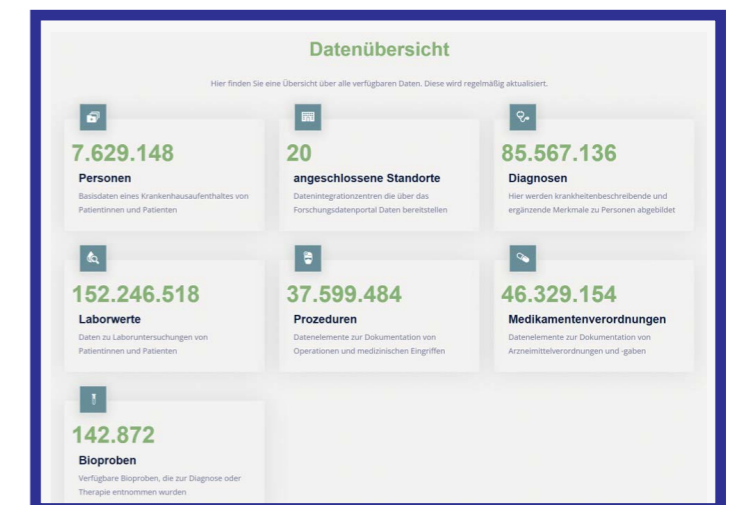 Datenübersicht
Hier finden Sie eine Übersicht über alle verfügbaren Daten. Diese wird regelmäßig aktualisiert.
7.629.148
Personen
Basisdaten eines Krankenhausaufenthaltes von
Patientinnen und Patienten
20
angeschlossene Standorte
Datenintegrationzentren die über das
Forschungsdatenportal Daten bereitstellen
85.567.136
Diagnosen
Hier werden krankheitenbeschreibende und
ergänzende Merkmale zu Personen abgebildet
152.246.518
Laborwerte
Daten zu Laboruntersuchungen von
Patientinnen und Patienten
37.599.484
Prozeduren
Datenelemente zur Dokumentation von
Operationen und medizinischen Eingriffen
46.329.154
Medikamentenverordnungen
Datenelemente zur Dokumentation von
Arzneimittelverordnungen und -gaben
142.872
Bioproben
Verfügbare Bioproben, die zur Diagnose oder
Therapie entnommen wurden